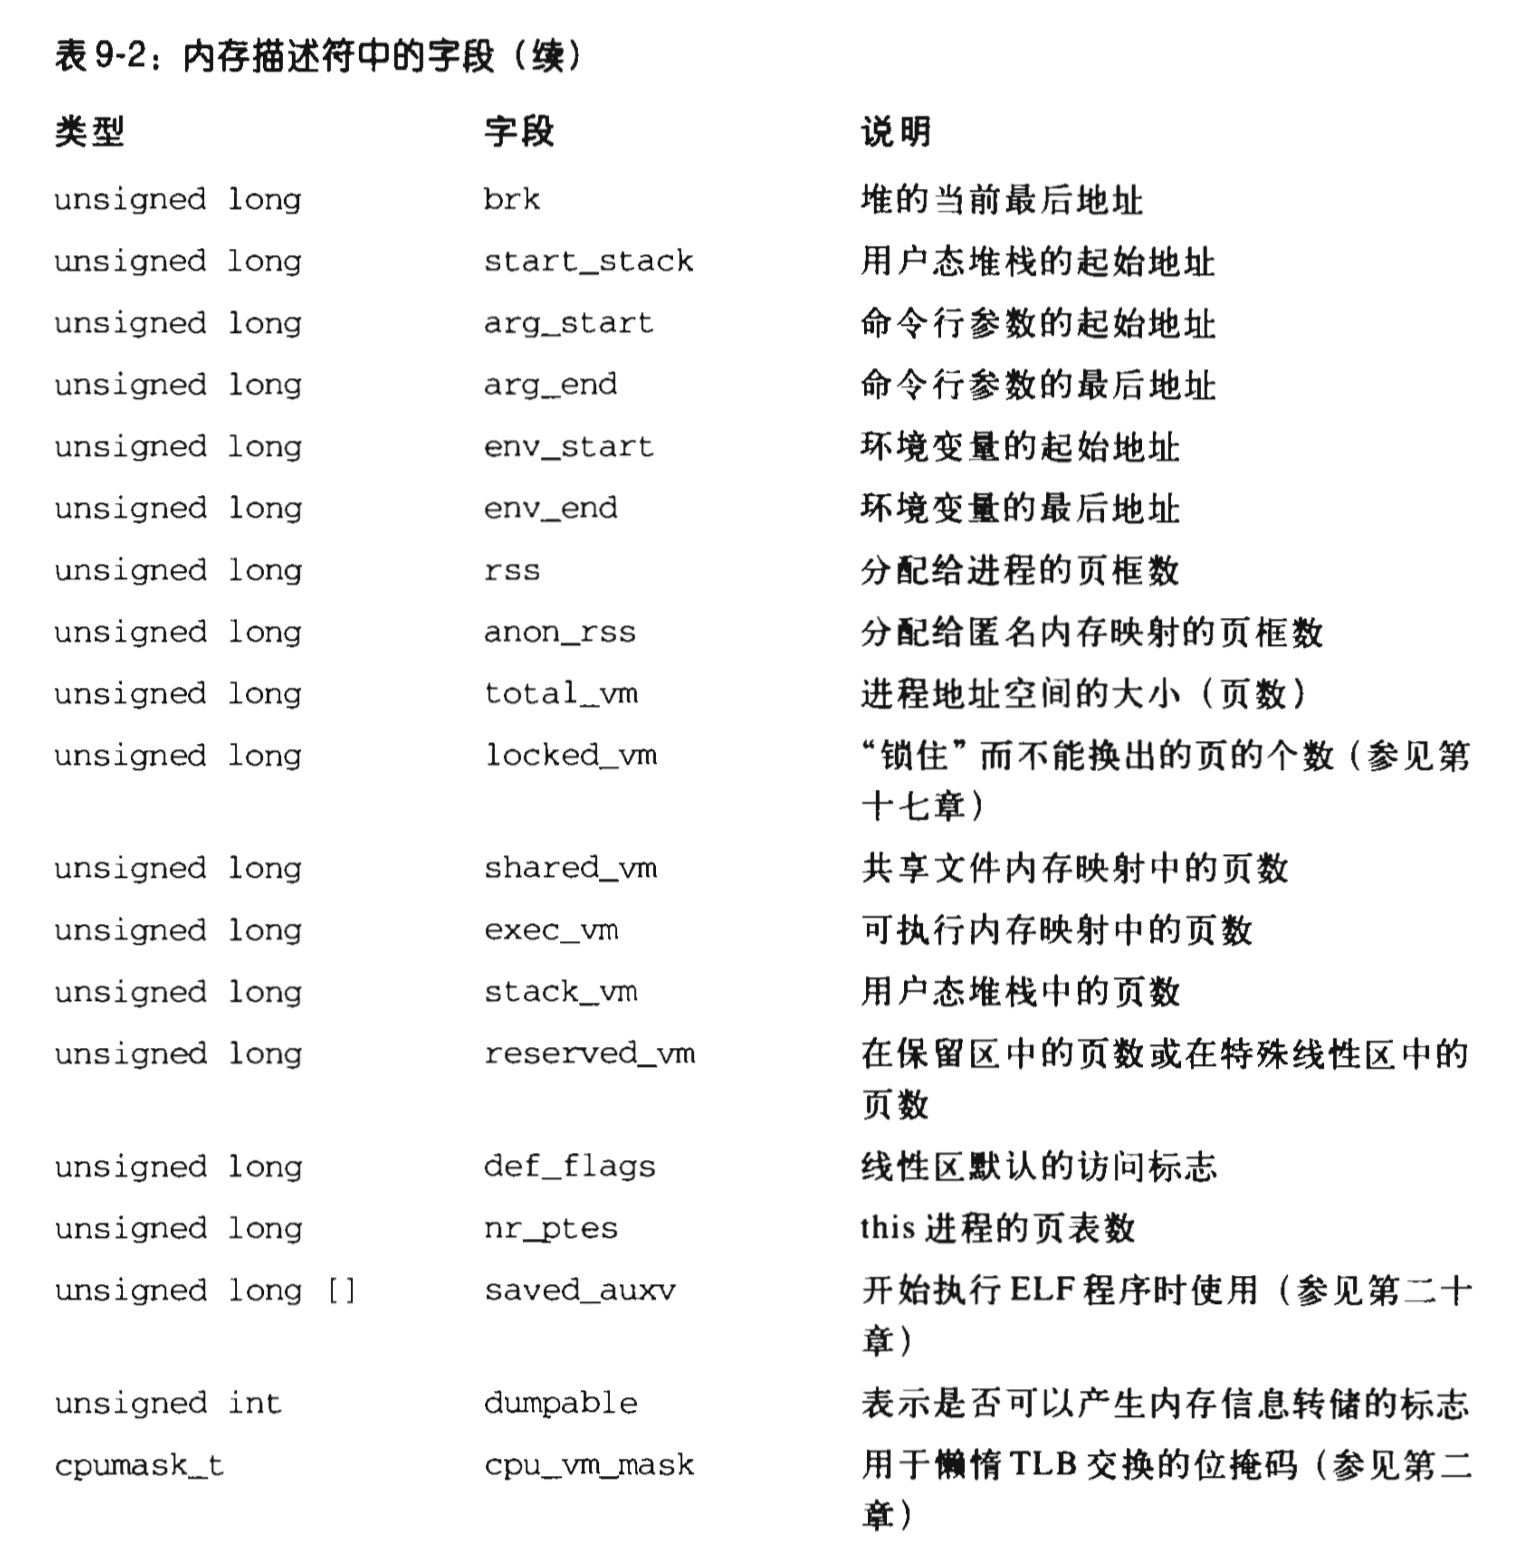 表9-2：内存描述符中的字段（续）
类型 字段 说明
unsigned long brk 堆的当前最后地址
unsigned long start_stack 用户态堆栈的起始地址
unsigned long arg_start 命令行参数的起始地址
unsigned long arg_end 命令行参数的最后地址
unsigned long env_start 环境变量的起始地址
unsigned long env_end 环境变量的最后地址
unsigned long rss 分配给进程的页框数
unsigned long anon_rss 分配给匿名内存映射的页框数
unsigned long total_vm 进程地址空间的大小（页数）
unsigned long locked_vm “锁住”而不能换出的页的个数（参见第
十七章）
unsigned long shared_vm 共享文件内存映射中的页数
unsigned long exec_vm 可执行内存映射中的页数
unsigned long stack_vm 用户态堆栈中的页数
unsigned long reserved_vm 在保留区中的页数或在特殊线性区中的
页数
unsigned long def_flags 线性区默认的访问标志
unsigned long nr_ptes this 进程的页表数
unsigned long [] saved_auxv 开始执行 ELF 程序时使用（参见第二十
章）
unsigned int dumpable 表示是否可以产生内存信息转储的标志
cpumask_t cpu_vm_mask 用于懒惰 TLB 交换的位掩码（参见第二
章）